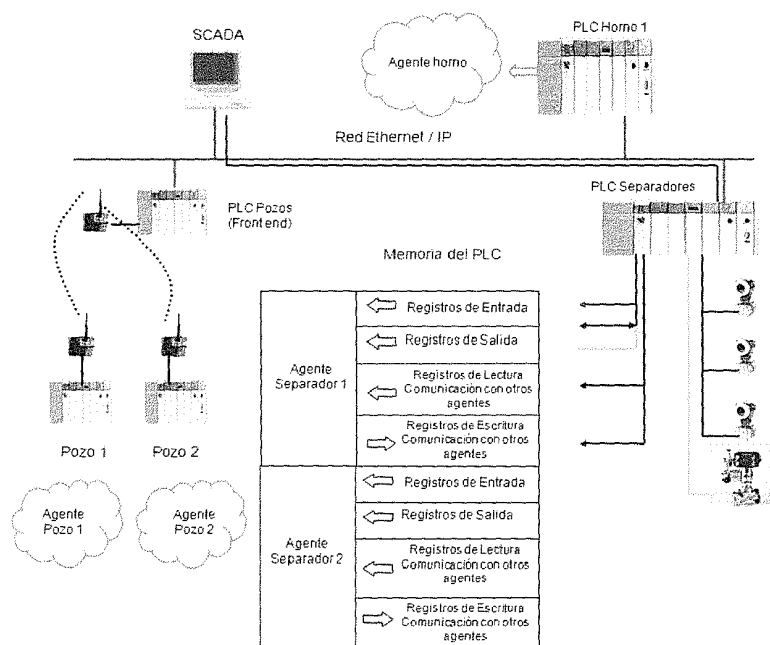 SCADA
PLC Horno 1
Agente horno
Red Ethernet / IP
PLC Separadores
PLC Pozos
(Frontend)
Memoria del PLC
Agente
Separador 1
Registros de Entrada
Registros de Salida
Registros de Lectura
Comunicación con otros
agentes
Registros de Escritura
Comunicación con otros
agentes
Pozo 1
Pozo 2
Agente
Pozo 1
Agente
Pozo 2
Agente
Separador 2
Registros de Entrada
Registros de Salida
Registros de Lectura
Comunicación con otros
agentes
Registros de Escritura
Comunicación con otros
agentes